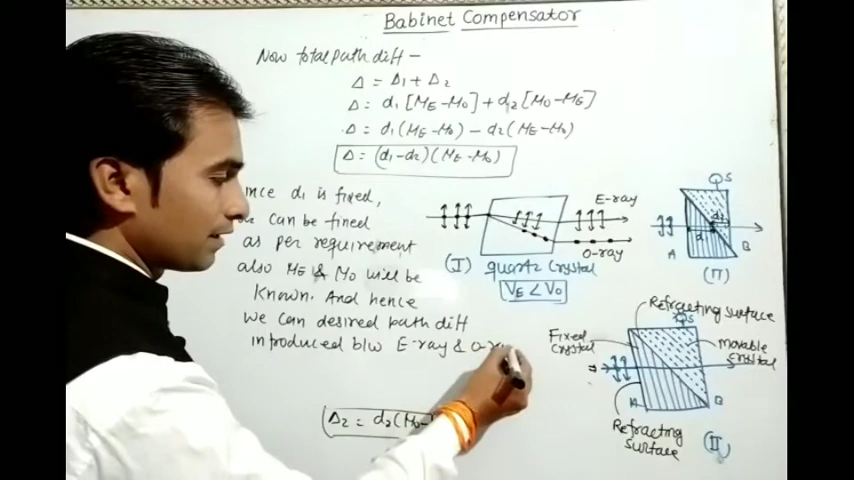 Babinet Compensator
Now total path diff -
Δ = Δ1 + Δ2
Δ = d1 [ME - MO] + d2 [MO - ME]
Δ = d1 (ME - MO) - d2 (ME - MO)
Δ = (d1 - d2) (ME - MO)
ince d1 is fixed,
can be fined
as per requirement
also ME & MO will be
Known. And hence
We can desired path diff
introduced b/w E-ray & O-r
Δ2 = d2 (MO -
E-ray
O-ray
(I) quartz Crystal
VE < VO
S
d2
d1
A
B
(II)
Refracting surface
S
Fixed
Crystal
Movable
crystal
A
B
Refracting
surface
(II)